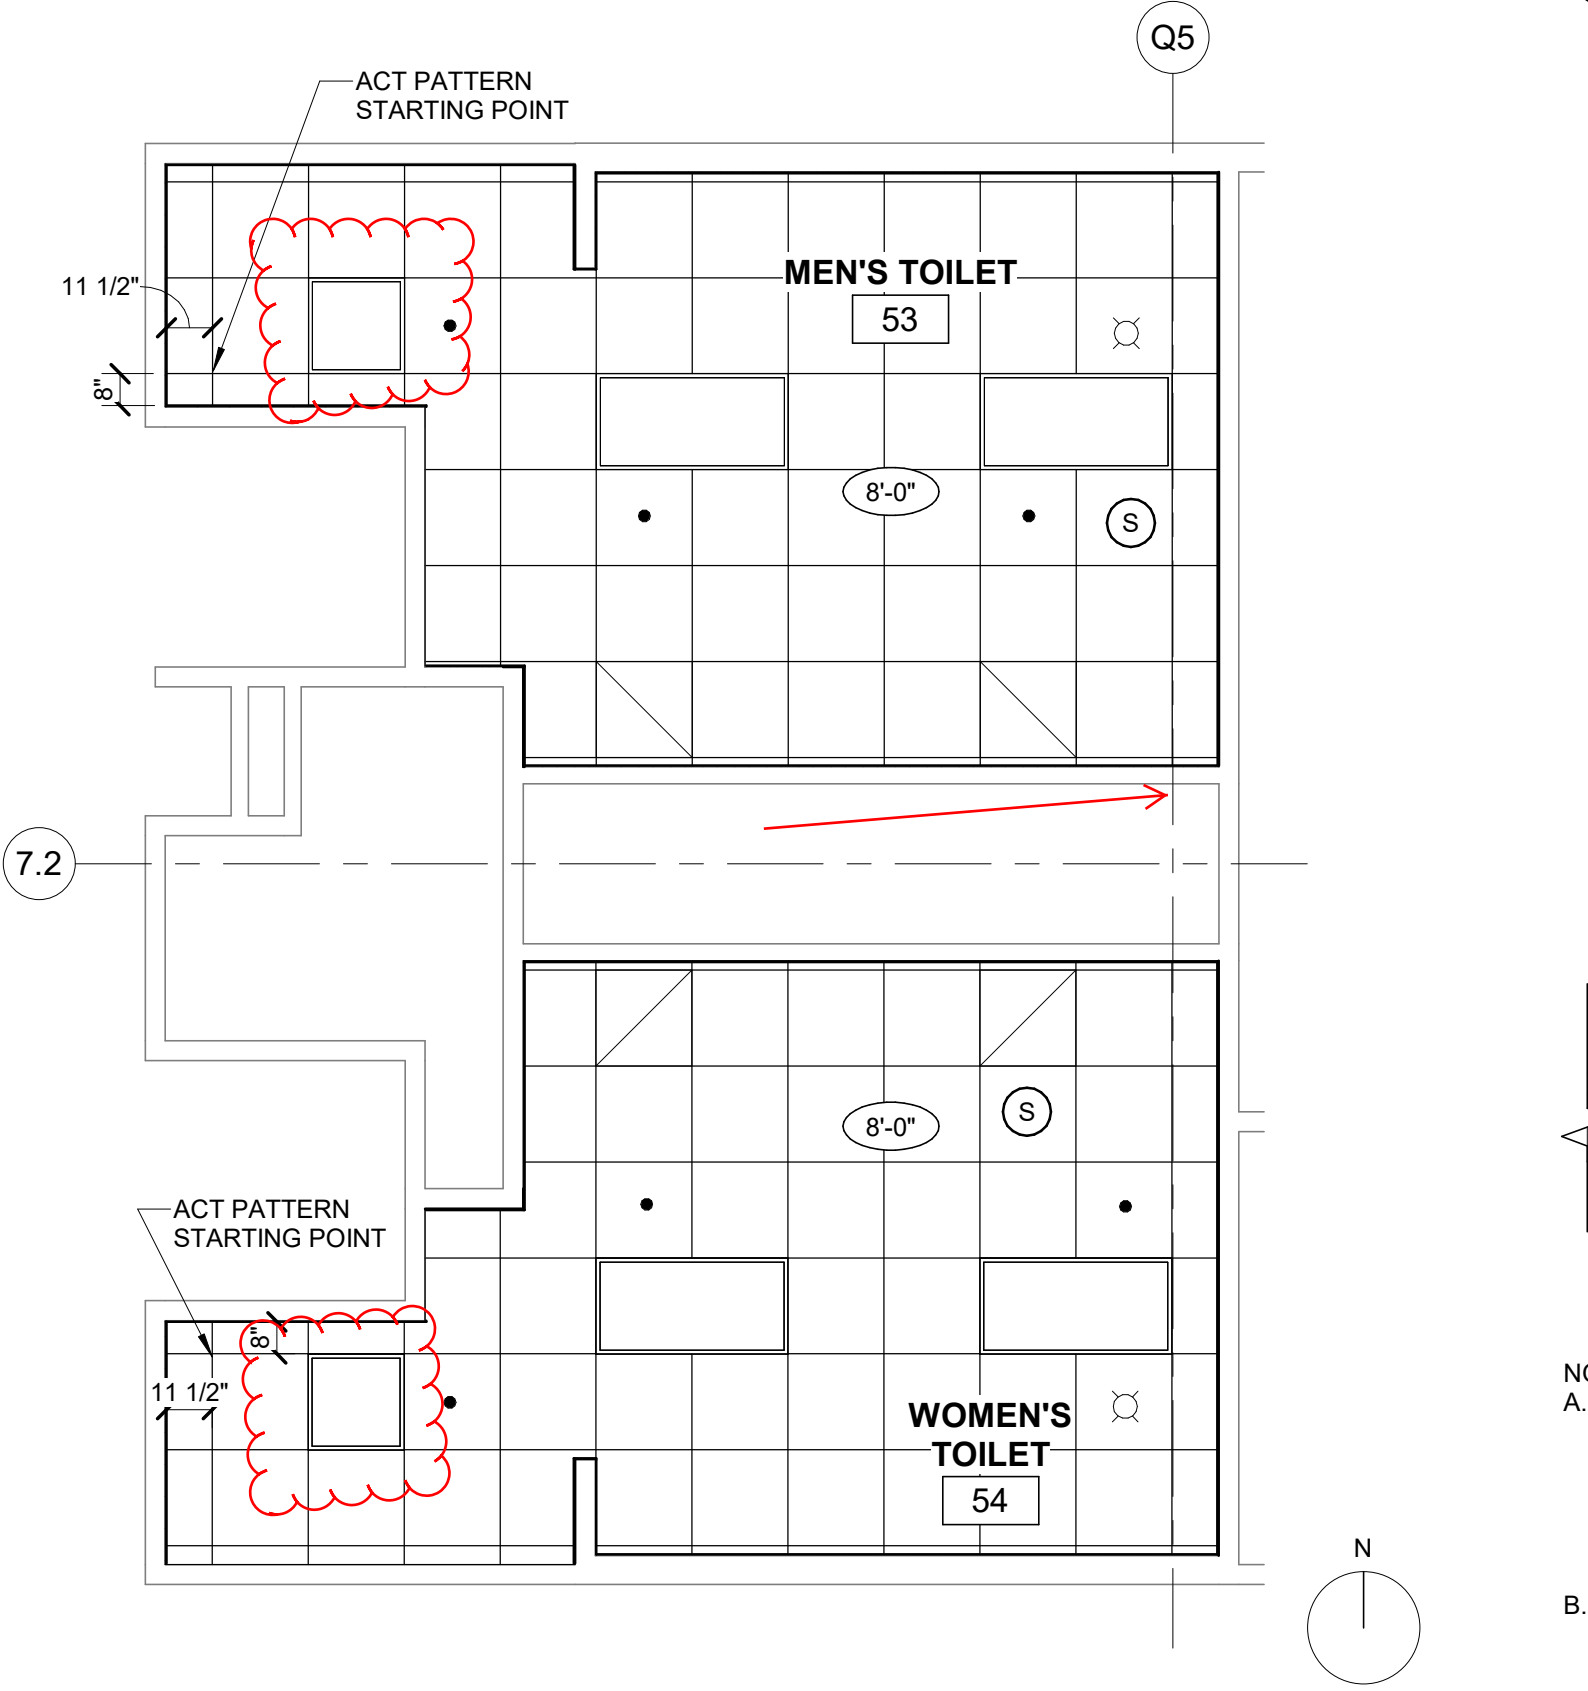 Q5
ACT PATTERN
STARTING POINT
MEN'S TOILET
11 1/2"
53
8"
8'-0"
S
7.2
8'-0"
S
ACT PATTERN
STARTING POINT
8"
11 1/2"
WOMEN'S
TOILET
54
N
A.
B.